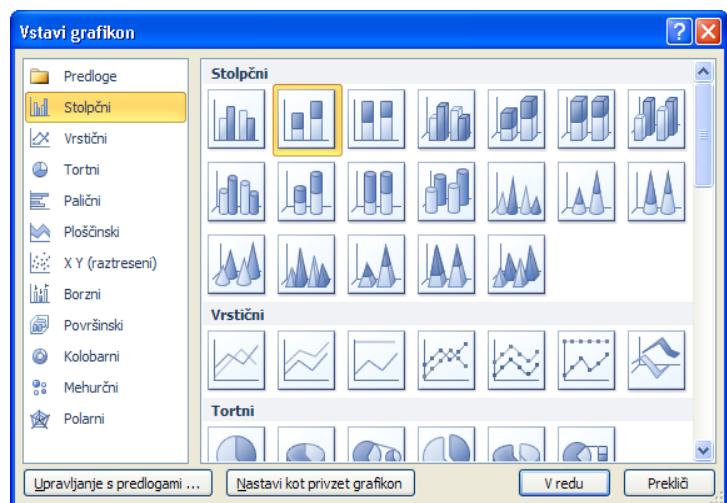 Vstavi grafikon
Predloge
Stolpčni
Vrstični
Tortni
Palični
Ploščinski
X Y (raztreseni)
Borzni
Površinski
Kolobarni
Mehurčni
Polarni
Stolpčni
Vrstični
Tortni
Upravljanje s predlogami ...
Nastavi kot privzet grafikon
V redu
Prekliči